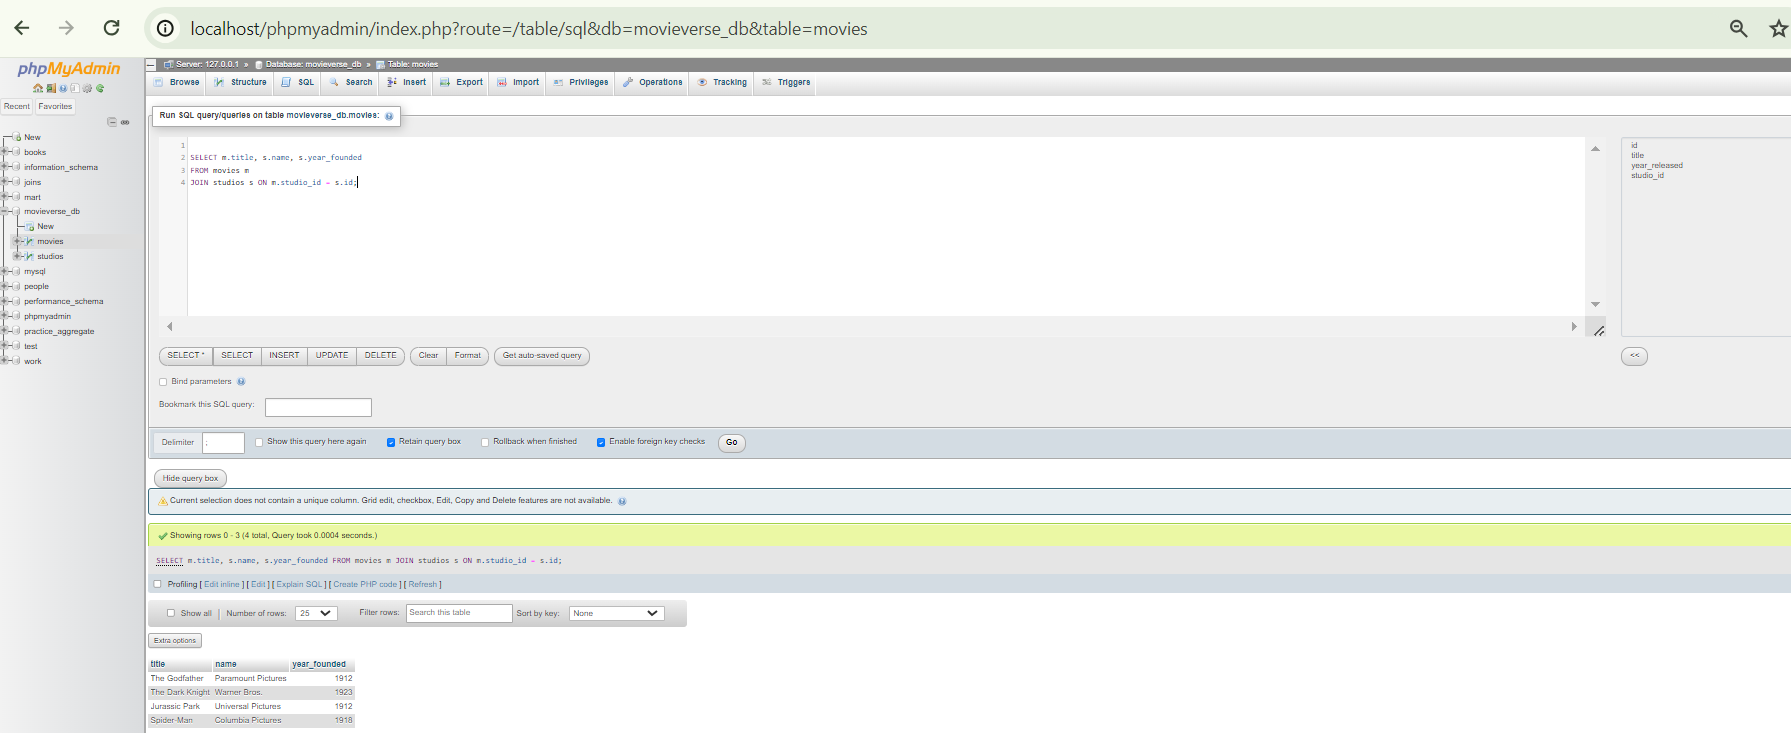 localhost/phpmyadmin/index.php?route=/table/sql&db=movieverse_db&table=movies
phpMyAdmin
Recent Favorites
New
books
information_schema
joins
mart
movieverse_db
New
movies
studios
mysql
people
performance_schema
phpmyadmin
practice_aggregate
test
work
Server: 127.0.0.1 » Database: movieverse_db » Table: movies
Browse Structure SQL Search Insert Export Import Privileges Operations Tracking Triggers
Run SQL query/queries on table movieverse_db.movies:
1
2 SELECT m.title, s.name, s.year_founded
3 FROM movies m
4 JOIN studios s ON m.studio_id = s.id;
id
title
year_released
studio_id
SELECT * SELECT INSERT UPDATE DELETE Clear Format Get auto-saved query
<<
Bind parameters
Bookmark this SQL query:
Delimiter ; Show this query here again Retain query box Rollback when finished Enable foreign key checks Go
Hide query box
Current selection does not contain a unique column. Grid edit, checkbox, Edit, Copy and Delete features are not available.
Showing rows 0 - 3 (4 total, Query took 0.0004 seconds.)
SELECT m.title, s.name, s.year_founded FROM movies m JOIN studios s ON m.studio_id = s.id;
Profiling [ Edit inline ] [ Edit ] [ Explain SQL ] [ Create PHP code ] [ Refresh ]
Show all | Number of rows: 25 Filter rows: Search this table Sort by key: None
Extra options
title name year_founded
The Godfather Paramount Pictures 1912
The Dark Knight Warner Bros. 1923
Jurassic Park Universal Pictures 1912
Spider-Man Columbia Pictures 1918